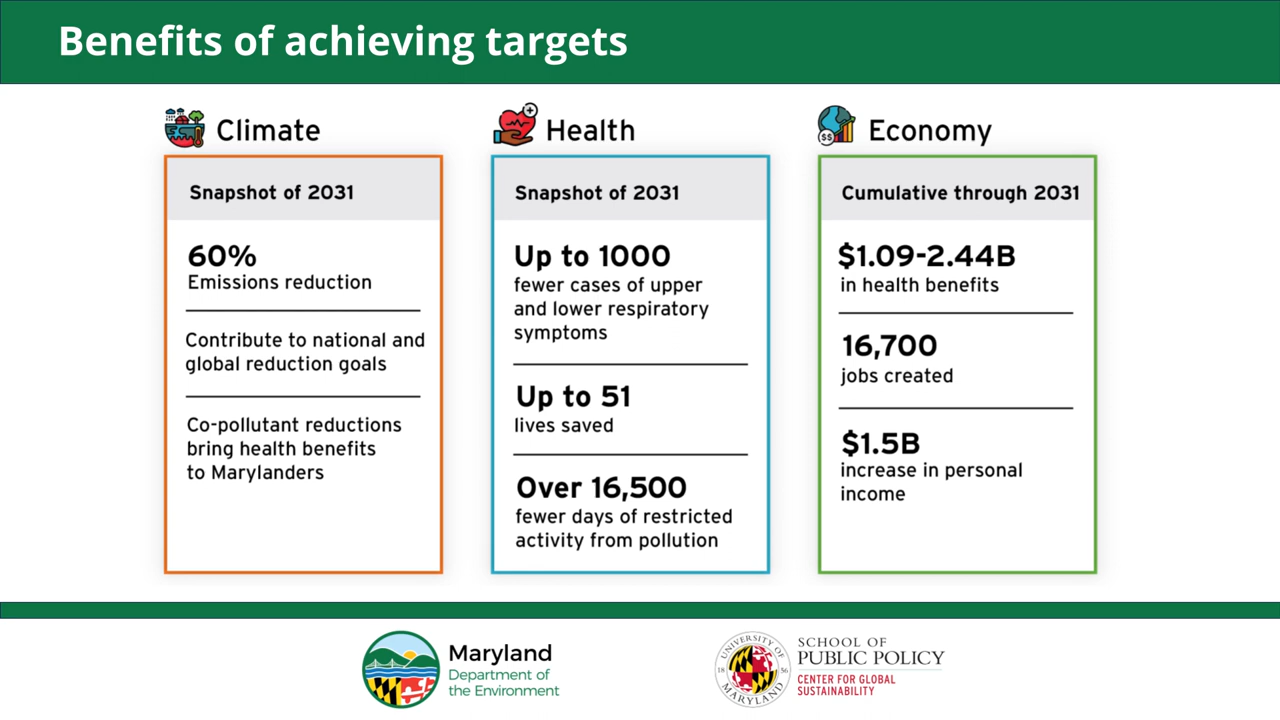 Benefits of achieving targets
Climate
Snapshot of 2031
60%
Emissions reduction
Contribute to national and
global reduction goals
Co-pollutant reductions
bring health benefits
to Marylanders
Health
Snapshot of 2031
Up to 1000
fewer cases of upper
and lower respiratory
symptoms
Up to 51
lives saved
Over 16,500
fewer days of restricted
activity from pollution
$$
Economy
Cumulative through 2031
$1.09-2.44B
in health benefits
16,700
jobs created
$1.5B
increase in personal
income
Maryland
Department of
the Environment
UNIVERSITY OF
18 56
MARYLAND
SCHOOL OF
PUBLIC POLICY
CENTER FOR GLOBAL
SUSTAINABILITY